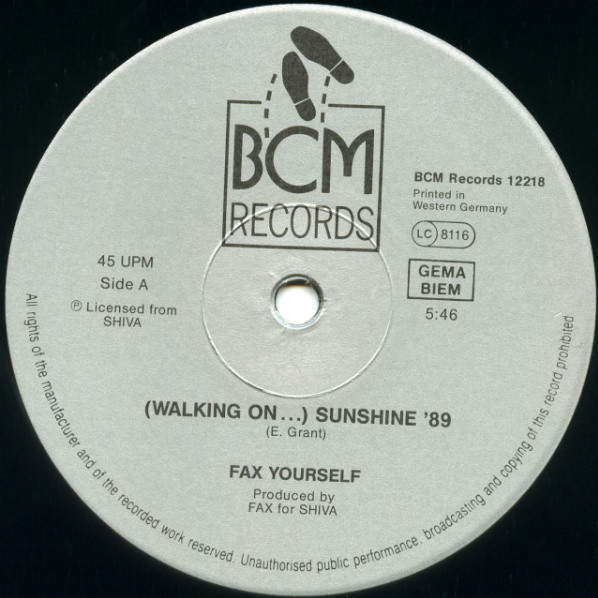 BCM
RECORDS
BCM Records 12218
Printed in
Western Germany
LC 8116
GEMA
BIEM
5:46
45 UPM
Side A
℗ Licensed from
SHIVA
(WALKING ON...) SUNSHINE '89
(E. Grant)
FAX YOURSELF
Produced by
FAX for SHIVA
All rights of the manufacturer and of the recorded work reserved. Unauthorised public performance, broadcasting and copying of this record prohibited